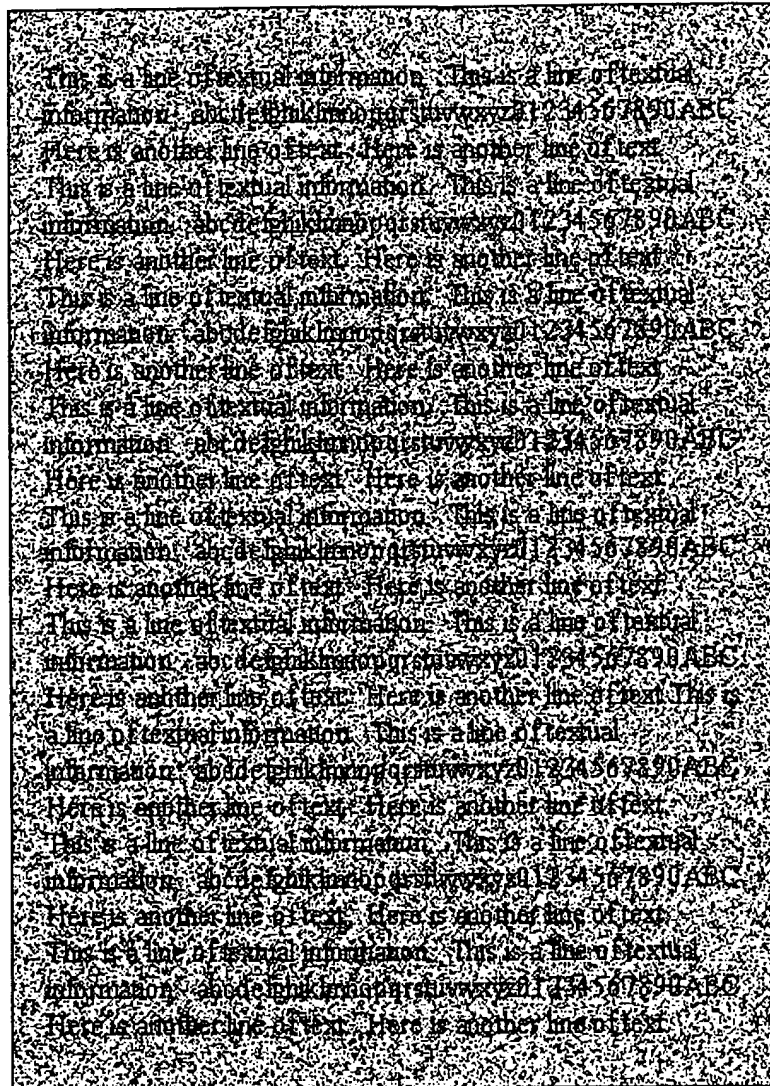 This is a line of textual information. This is a line of textual
information. abcdefghijklmnopqrstuvwxyz01234567890ABC
Here is another line of text. Here is another line of text.
This is a line of textual information. This is a line of textual
information. abcdefghijklmnopqrstuvwxyz01234567890ABC
Here is another line of text. Here is another line of text.
This is a line of textual information. This is a line of textual
information. abcdefghijklmnopqrstuvwxyz01234567890ABC
Here is another line of text. Here is another line of text.
This is a line of textual information. This is a line of textual
information. abcdefghijklmnopqrstuvwxyz01234567890ABC
Here is another line of text. Here is another line of text.
This is a line of textual information. This is a line of textual
information. abcdefghijklmnopqrstuvwxyz01234567890ABC
Here is another line of text. Here is another line of text.
This is a line of textual information. This is a line of textual
information. abcdefghijklmnopqrstuvwxyz01234567890ABC
Here is another line of text. Here is another line of text.This is
a line of textual information. This is a line of textual
information. abcdefghijklmnopqrstuvwxyz01234567890ABC
Here is another line of text. Here is another line of text.
This is a line of textual information. This is a line of textual
information. abcdefghijklmnopqrstuvwxyz01234567890ABC
Here is another line of text. Here is another line of text.
This is a line of textual information. This is a line of textual
information. abcdefghijklmnopqrstuvwxyz01234567890ABC
Here is another line of text. Here is another line of text.